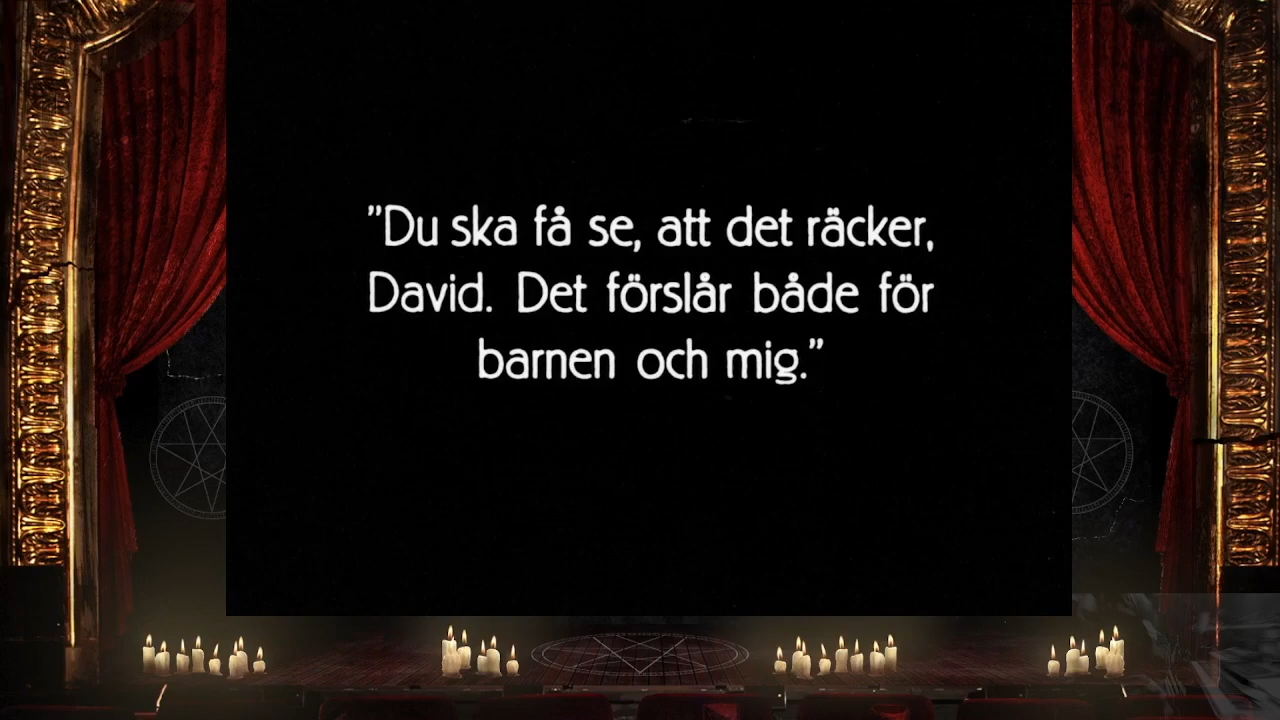 ”Du ska få se, att det räcker,
David. Det förslår både för
barnen och mig.”